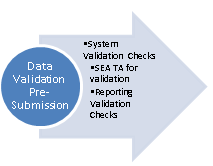 Data
Validation
Pre-
Submission
•System
Validation Checks
•SEA TA for
validation
•Reporting
Validation
Checks